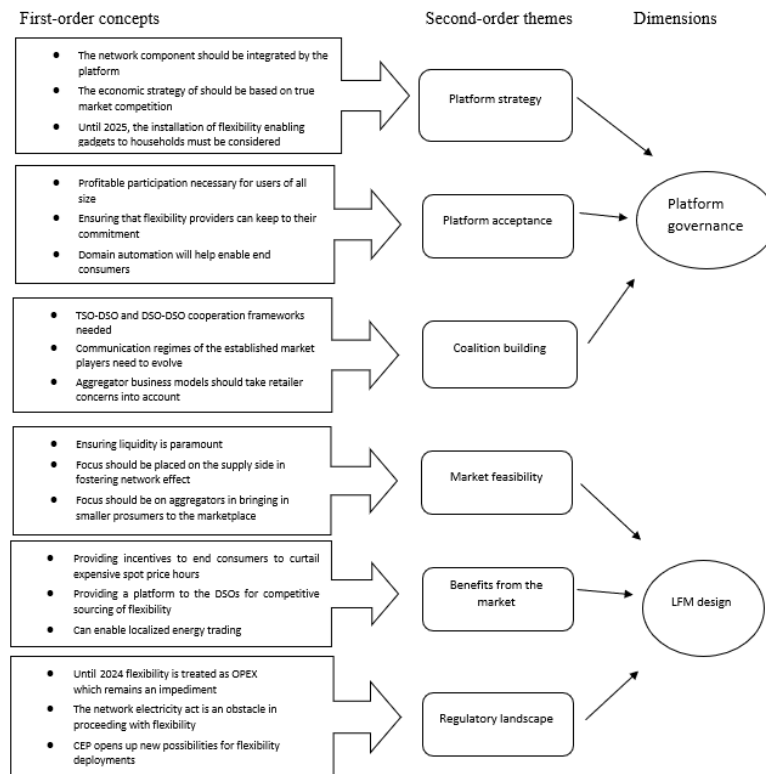 First-order concepts
Second-order themes
Dimensions
● The network component should be integrated by the
platform
● The economic strategy of should be based on true
market competition
● Until 2025, the installation of flexibility enabling
gadgets to households must be considered
Platform strategy
● Profitable participation necessary for users of all
size
● Ensuring that flexibility providers can keep to their
commitment
● Domain automation will help enable end
consumers
Platform acceptance
Platform
governance
● TSO-DSO and DSO-DSO cooperation frameworks
needed
● Communication regimes of the established market
players need to evolve
● Aggregator business models should take retailer
concerns into account
Coalition building
● Ensuring liquidity is paramount
● Focus should be placed on the supply side in
fostering network effect
● Focus should be on aggregators in bringing in
smaller prosumers to the marketplace
Market feasibility
● Providing incentives to end consumers to curtail
expensive spot price hours
● Providing a platform to the DSOs for competitive
sourcing of flexibility
● Can enable localized energy trading
Benefits from the
market
LFM design
● Until 2024 flexibility is treated as OPEX
which remains an impediment
● The network electricity act is an obstacle in
proceeding with flexibility
● CEP opens up new possibilities for flexibility
deployments
Regulatory landscape